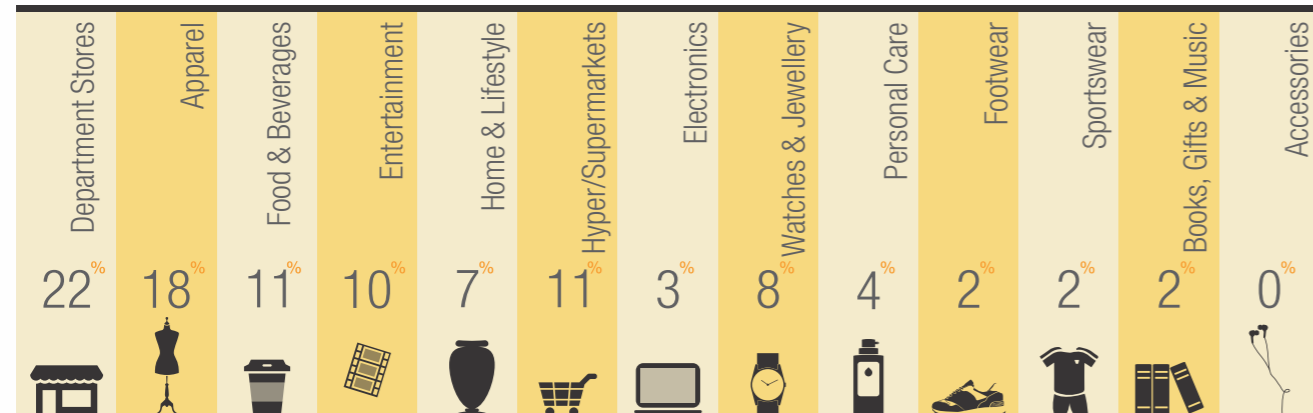 Department Stores
22%
Apparel
18%
Food & Beverages
11%
Entertainment
10%
Home & Lifestyle
7%
Hyper/Supermarkets
11%
Electronics
3%
Watches & Jewellery
8%
Personal Care
4%
Footwear
2%
Sportswear
2%
Books, Gifts & Music
2%
Accessories
0%